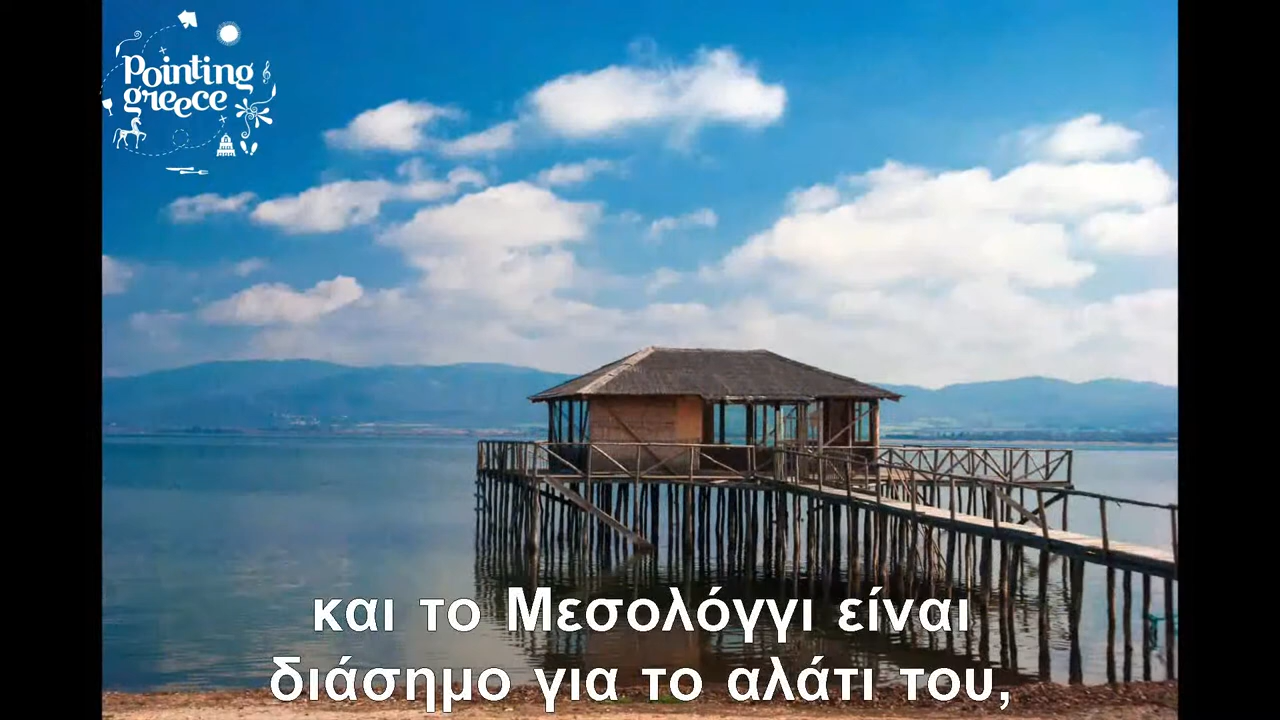 Pointing
greece
και το Μεσολόγγι είναι
διάσημο για το αλάτι του,